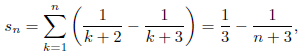 $s_n = \sum_{k=1}^{n} \left( \frac{1}{k+2} - \frac{1}{k+3} \right) = \frac{1}{3} - \frac{1}{n+3},$